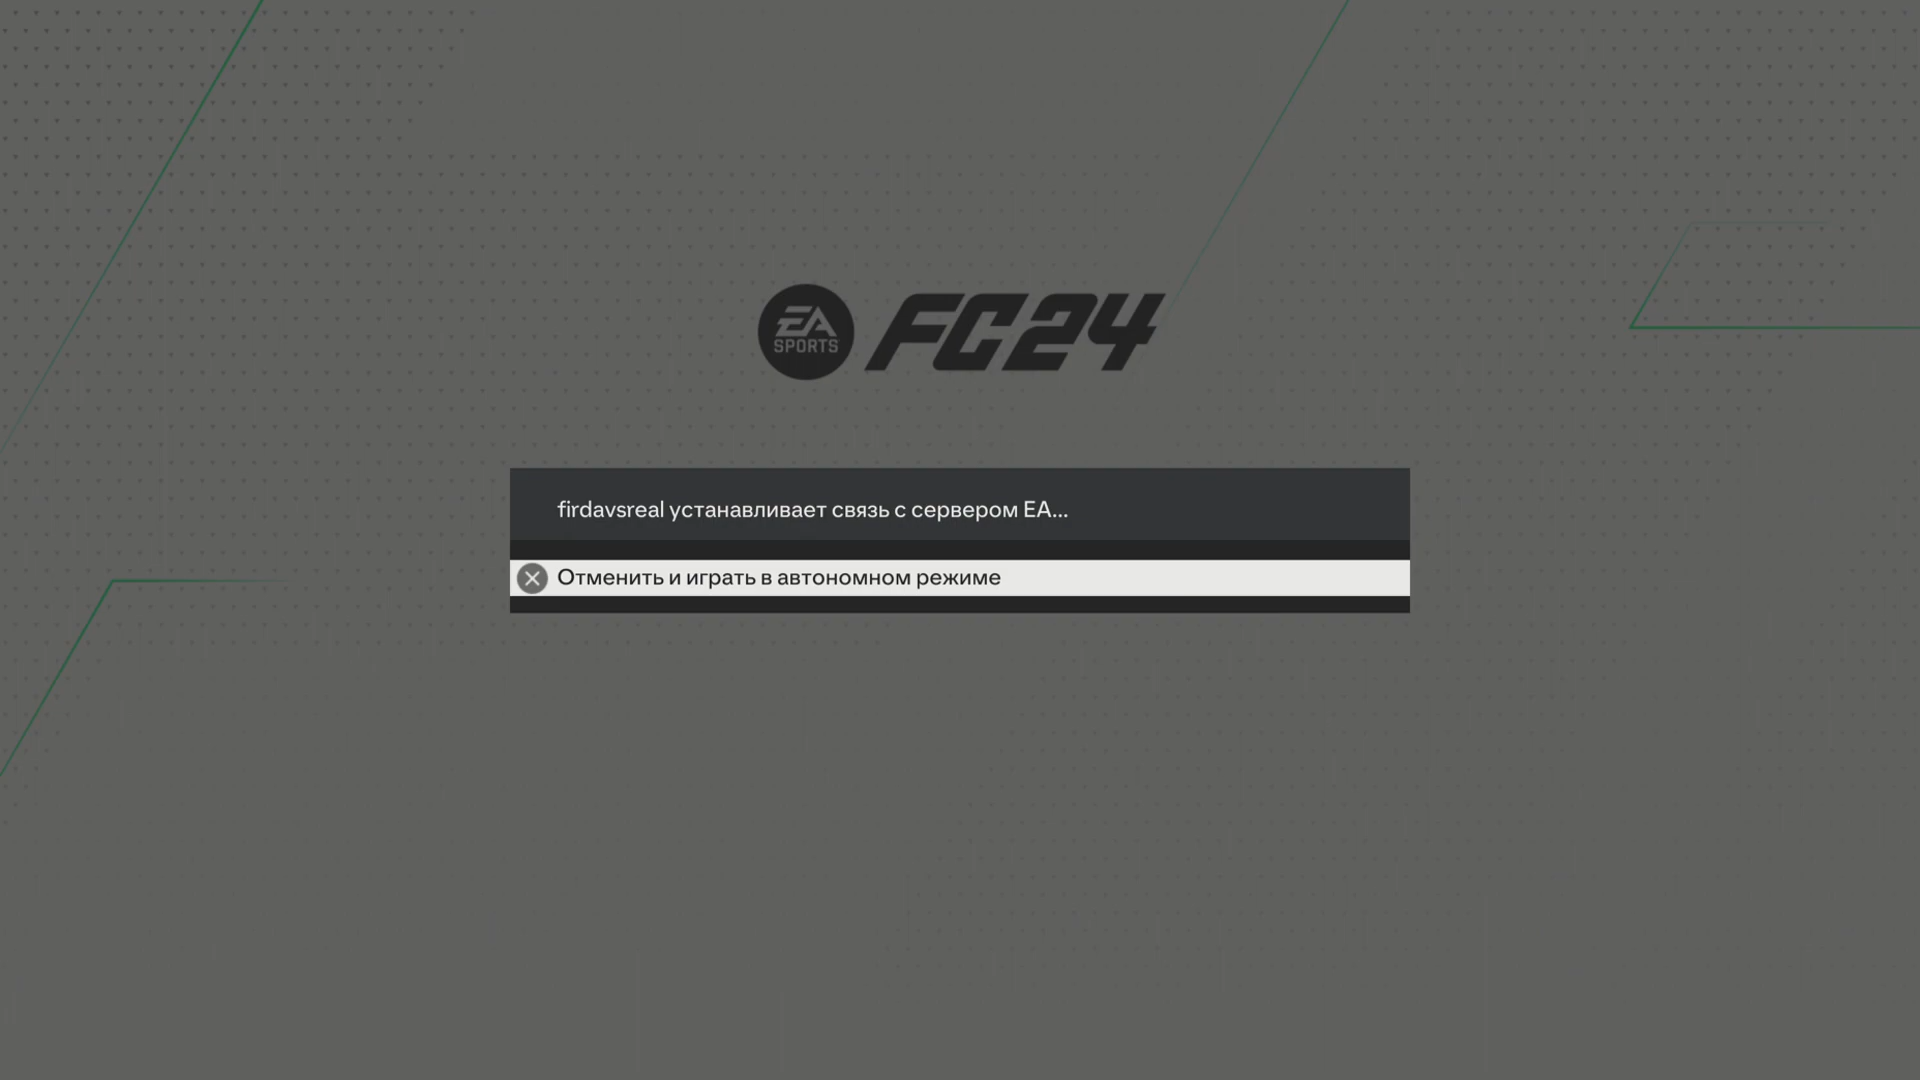 EA
SPORTS
FC24
firdavsreal устанавливает связь с сервером EA...
Отменить и играть в автономном режиме